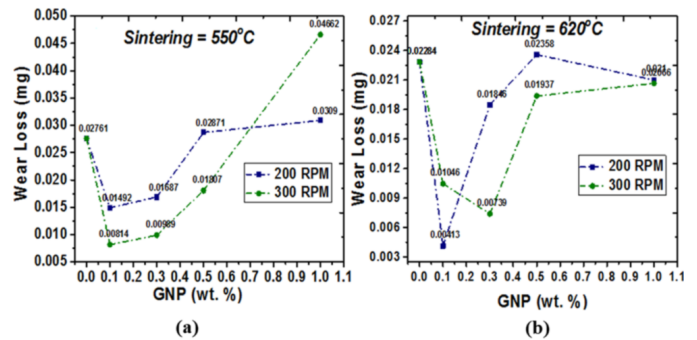 Sintering = 550°C
Wear Loss (mg)
0.050
0.045
0.040
0.035
0.030
0.025
0.020
0.015
0.010
0.005
0.000
0.02761
0.01492
0.00814
0.01687
0.00989
0.02871
0.01807
0.04662
0.0309
200 RPM
300 RPM
0.0 0.1 0.2 0.3 0.4 0.5 0.6 0.7 0.8 0.9 1.0 1.1
GNP (wt. %)
(a)
Sintering = 620°C
Wear Loss (mg)
0.027
0.024
0.021
0.018
0.015
0.012
0.009
0.006
0.003
0.02284
0.01046
0.00413
0.01846
0.00739
0.02358
0.01937
0.021
0.02066
200 RPM
300 RPM
0.0 0.1 0.2 0.3 0.4 0.5 0.6 0.7 0.8 0.9 1.0 1.1
GNP (wt. %)
(b)